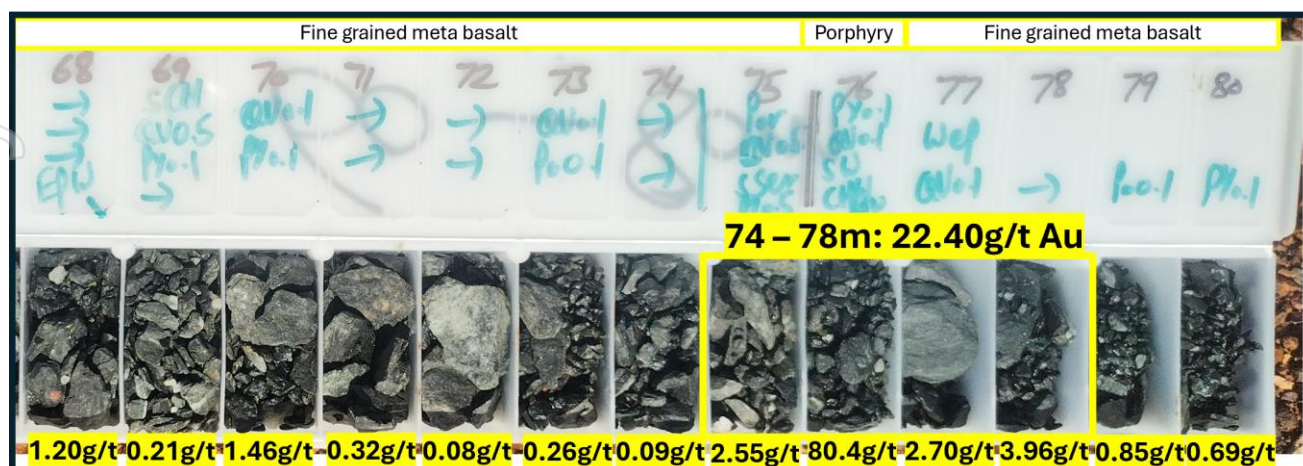 Fine grained meta basalt Porphyry Fine grained meta basalt
68 69 70 71 72 73 74 75 76 77 78 79 80
→ SCH QV0.1 → → QV0.1 → Por PY0.1 Wep
→ QV0.5 PY0.1 → → Po0.1 → QV0.5 QV0.1 QV0.1 → Po0.1 PY0.1
→ PY0.1
→
74 – 78m: 22.40g/t Au
1.20g/t 0.21g/t 1.46g/t 0.32g/t 0.08g/t 0.26g/t 0.09g/t 2.55g/t 80.4g/t 2.70g/t 3.96g/t 0.85g/t 0.69g/t